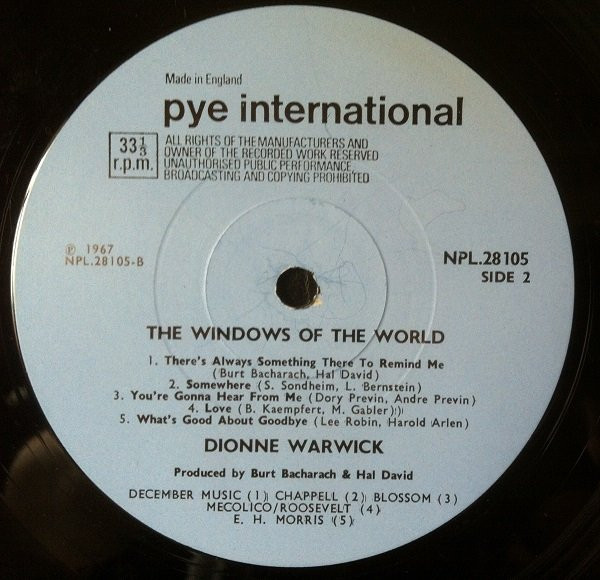 Made in England
pye international
33⅓
r.p.m.
ALL RIGHTS OF THE MANUFACTURERS AND
OWNER OF THE RECORDED WORK RESERVED
UNAUTHORISED PUBLIC PERFORMANCE
BROADCASTING AND COPYING PROHIBITED
℗ 1967
NPL.28105-B
NPL.28105
SIDE 2
THE WINDOWS OF THE WORLD
1. There's Always Something There To Remind Me
(Burt Bacharach, Hal David)
2. Somewhere (S. Sondheim, L. Bernstein)
3. You're Gonna Hear From Me (Dory Previn, Andre Previn)
4. Love (B. Kaempfert, M. Gabler))
5. What's Good About Goodbye (Lee Robin, Harold Arlen)
DIONNE WARWICK
Produced by Burt Bacharach & Hal David
DECEMBER MUSIC (1) CHAPPELL (2) BLOSSOM (3)
MECOLICO/ROOSEVELT (4)
E. H. MORRIS (5)